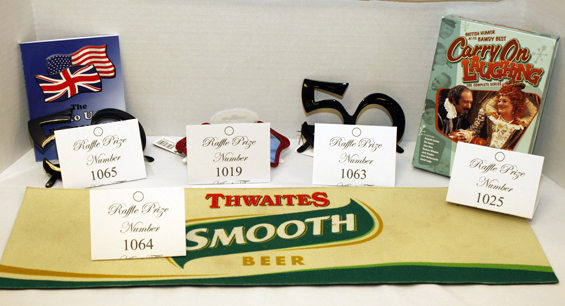 The
to U
BRITISH HUMOR
AT ITS BAWDY BEST
Carry On
Laughing
THE COMPLETE SERIES
50
Raffle Prize
Number
1065
Raffle Prize
Number
1019
Raffle Prize
Number
1063
Raffle Prize
Number
1025
Raffle Prize
Number
1064
THWAITES
SMOOTH
BEER